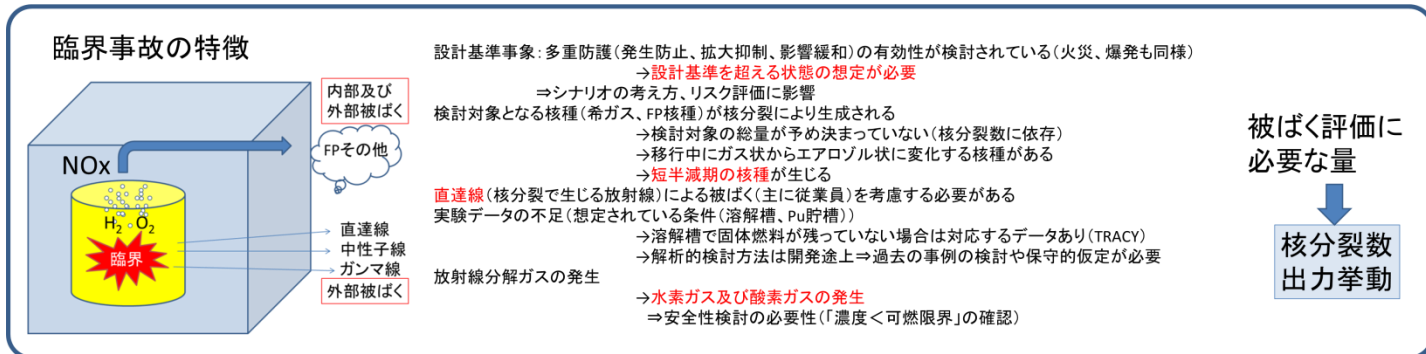 臨界事故の特徴
内部及び
外部被ばく
FPその他
NOx
H2 O2
臨界
直達線
中性子線
ガンマ線
外部被ばく
設計基準事象:多重防護(発生防止、拡大抑制、影響緩和)の有効性が検討されている(火災、爆発も同様)
→設計基準を超える状態の想定が必要
⇒シナリオの考え方、リスク評価に影響
検討対象となる核種(希ガス、FP核種)が核分裂により生成される
→検討対象の総量が予め決まっていない(核分裂数に依存)
→移行中にガス状からエアロゾル状に変化する核種がある
→短半減期の核種が生じる
直達線(核分裂で生じる放射線)による被ばく(主に従業員)を考慮する必要がある
実験データの不足(想定されている条件(溶解槽、Pu貯槽))
→溶解槽で固体燃料が残っていない場合は対応するデータあり(TRACY)
→解析的検討方法は開発途上⇒過去の事例の検討や保守的仮定が必要
放射線分解ガスの発生
→水素ガス及び酸素ガスの発生
⇒安全性検討の必要性(「濃度<可燃限界」の確認)
被ばく評価に
必要な量
核分裂数
出力挙動